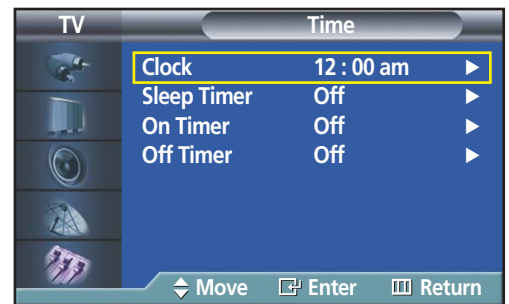 TV Time
Clock 12 : 00 am
Sleep Timer Off
On Timer Off
Off Timer Off
Move Enter Return